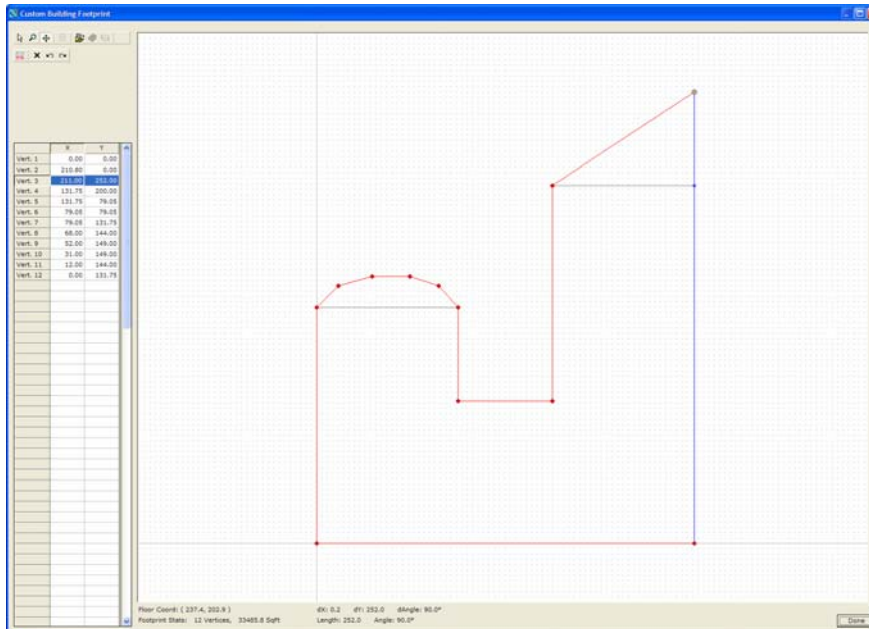 Custom Building Footprint
X Y
Vert. 1 0.00 0.00
Vert. 2 210.80 0.00
Vert. 3 211.00 252.00
Vert. 4 131.75 200.00
Vert. 5 131.75 79.05
Vert. 6 79.05 79.05
Vert. 7 79.05 131.75
Vert. 8 68.00 144.00
Vert. 9 52.00 149.00
Vert. 10 31.00 149.00
Vert. 11 12.00 144.00
Vert. 12 0.00 131.75
Floor Coord: ( 237.4, 202.9 ) dX: 0.2 dY: 252.0 dAngle: 90.0°
Footprint Stats: 12 Vertices, 33465.8 SqFt Length: 252.0 Angle: 90.0°
Done